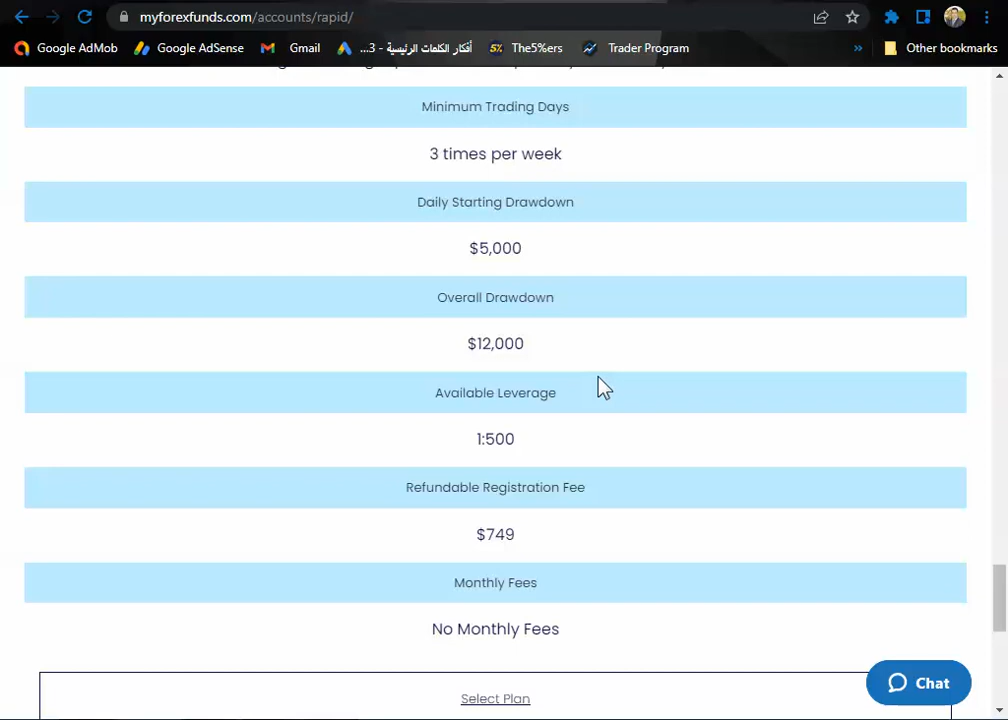 myforexfunds.com/accounts/rapid/
Google AdMob
Google AdSense
Gmail
أفكار الكلمات الرئيسية - 3...
The5%ers
Trader Program
»
Other bookmarks
Minimum Trading Days
3 times per week
Daily Starting Drawdown
$5,000
Overall Drawdown
$12,000
Available Leverage
1:500
Refundable Registration Fee
$749
Monthly Fees
No Monthly Fees
Select Plan
Chat